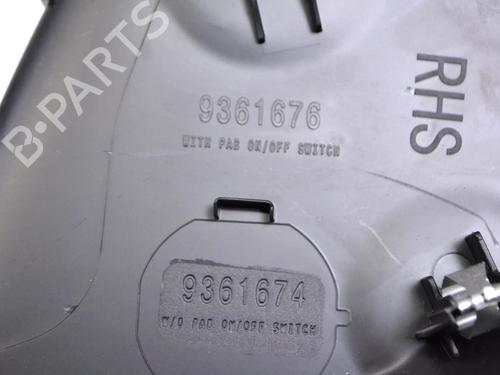 B-PARTS
9361676
WITH PAB ON/OFF SWITCH
RHS
9361674
W/O PAB ON/OFF SWITCH